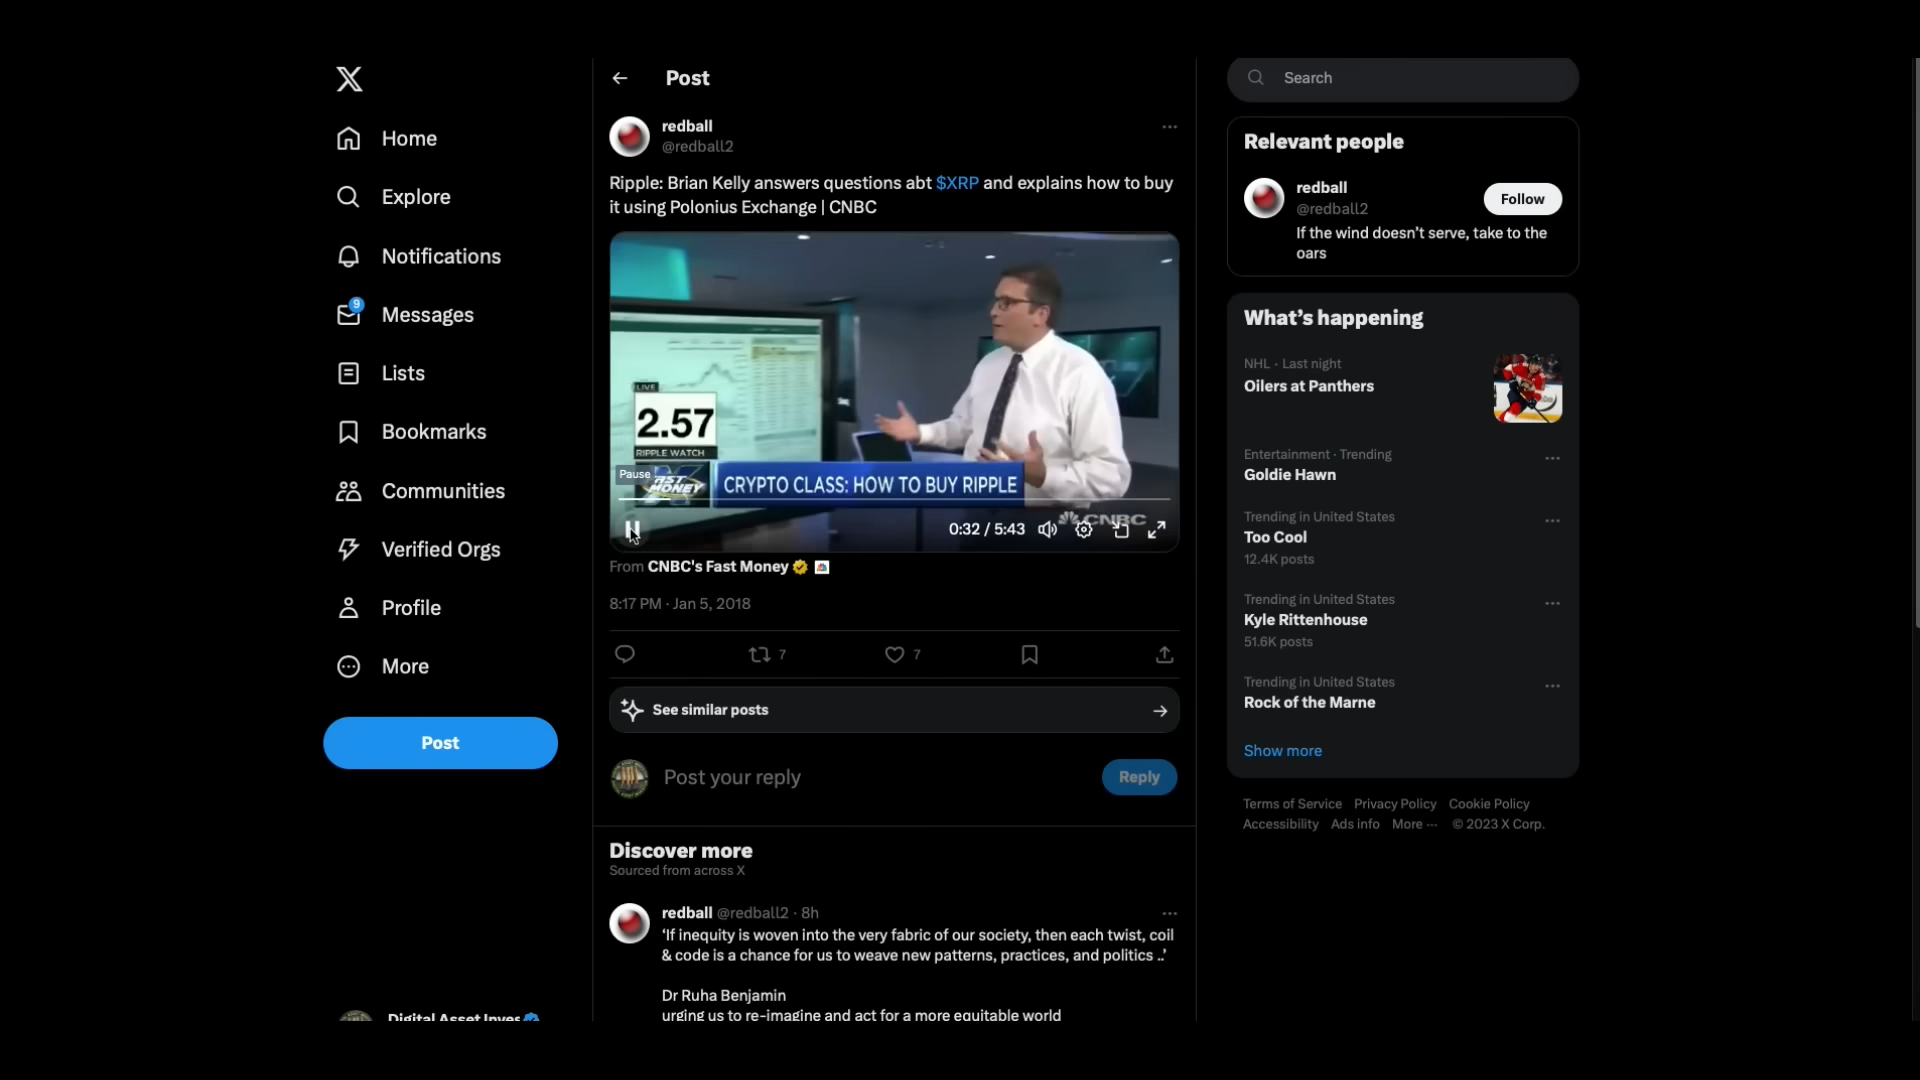 Home
Explore
Notifications
9
Messages
Lists
Bookmarks
Communities
Verified Orgs
Profile
More
Post
Digital Asset Inves
Post
redball
@redball2
Ripple: Brian Kelly answers questions abt $XRP and explains how to buy
it using Polonius Exchange | CNBC
LIVE
2.57
RIPPLE WATCH
Pause
FAST
MONEY
CRYPTO CLASS: HOW TO BUY RIPPLE
CNBC
0:32 / 5:43
From CNBC's Fast Money
8:17 PM · Jan 5, 2018
7
7
See similar posts
Post your reply
Reply
Discover more
Sourced from across X
redball @redball2 · 8h
‘If inequity is woven into the very fabric of our society, then each twist, coil
& code is a chance for us to weave new patterns, practices, and politics ..’
Dr Ruha Benjamin
urging us to re-imagine and act for a more equitable world
Search
Relevant people
redball
@redball2
Follow
If the wind doesn’t serve, take to the
oars
What’s happening
NHL · Last night
Oilers at Panthers
Entertainment · Trending
Goldie Hawn
Trending in United States
Too Cool
12.4K posts
Trending in United States
Kyle Rittenhouse
51.6K posts
Trending in United States
Rock of the Marne
Show more
Terms of Service Privacy Policy Cookie Policy
Accessibility Ads info More ··· © 2023 X Corp.